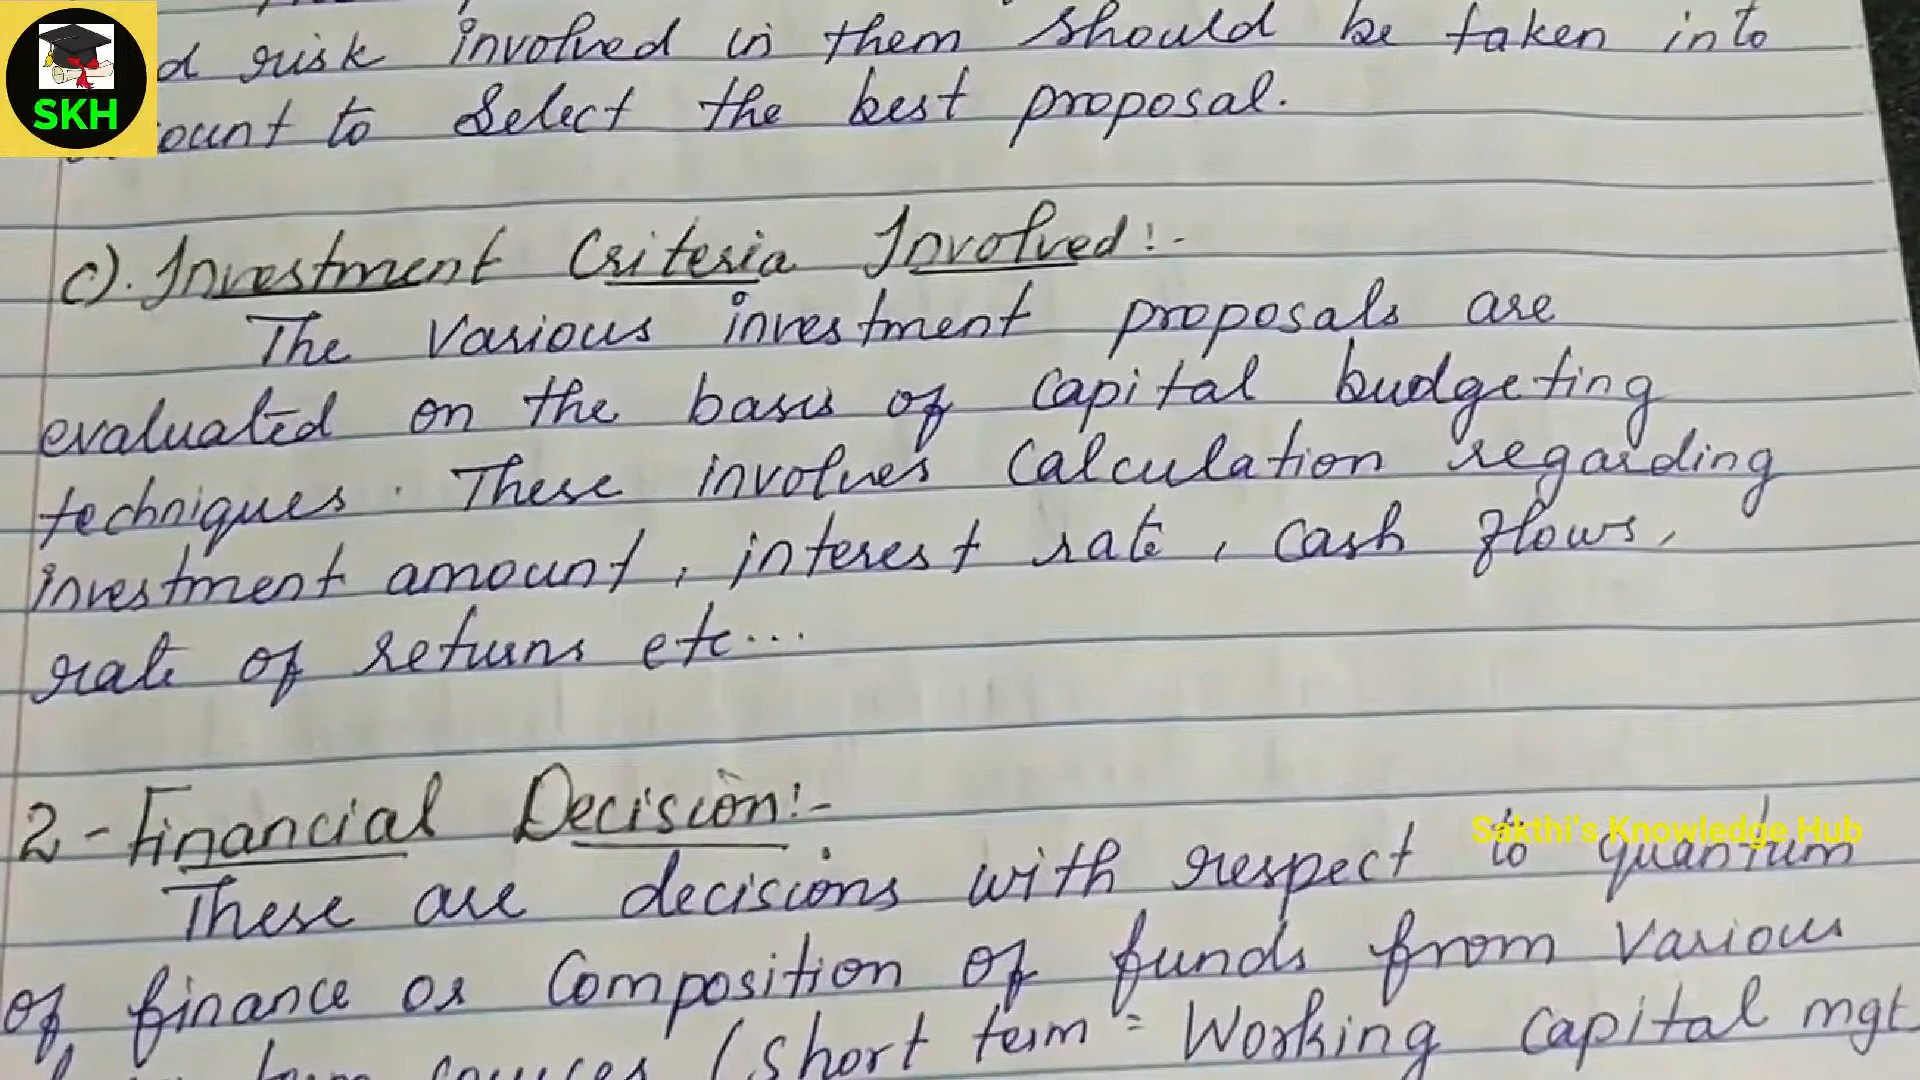 d risk involved in them should be taken into
ount to Select the best proposal.
SKH
c). Investment Criteria Involved:-
The various investment proposals are
evaluated on the basis of capital budgeting
techniques. These involves calculation regarding
investment amount, interest rate, cash flows,
rate of returns etc...
2-Financial Decision:-
Sakthi's Knowledge Hub
These are decisions with respect to quantum
of finance or composition of funds from various
term sources (short term = Working capital mgt